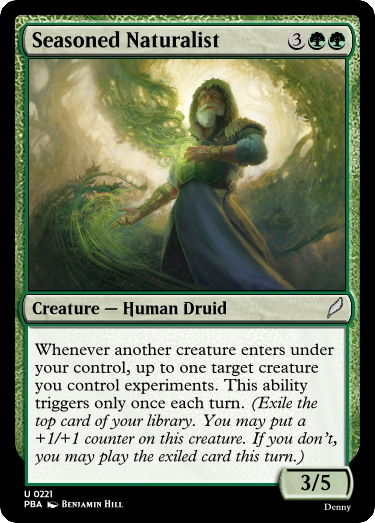 Seasoned Naturalist 3
Creature — Human Druid
Whenever another creature enters under
your control, up to one target creature
you control experiments. This ability
triggers only once each turn. (Exile the
top card of your library. You may put a
+1/+1 counter on this creature. If you don't,
you may play the exiled card this turn.)
3/5
U 0221
PBA Benjamin Hill
Denny